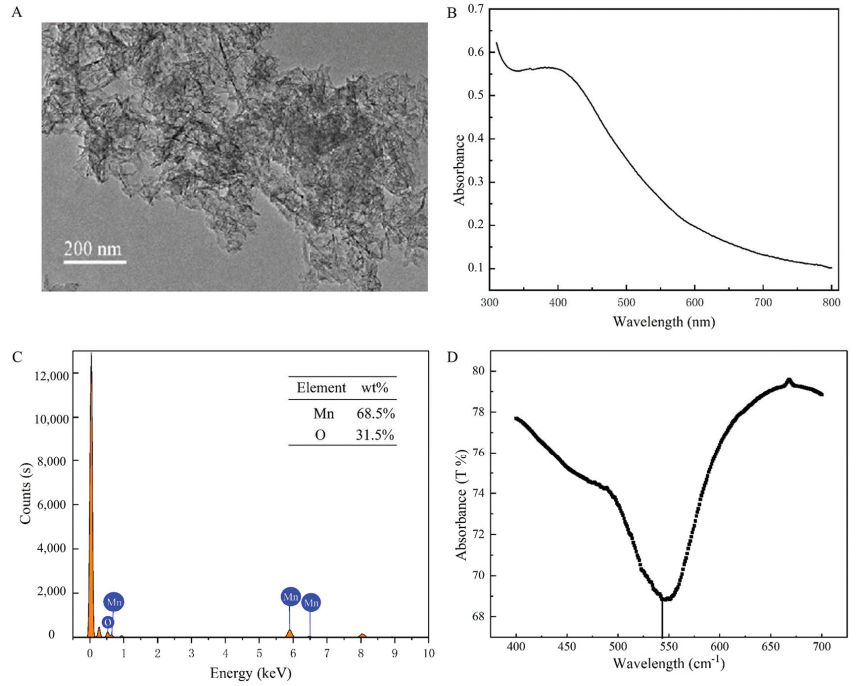 A
200 nm
B
0.7
0.6
0.5
0.4
0.3
0.2
0.1
Absorbance
300 400 500 600 700 800
Wavelength (nm)
C
12,000
10,000
8,000
6,000
4,000
2,000
0
Counts (s)
Element wt%
Mn 68.5%
O 31.5%
Mn
O
Mn
Mn
0 1 2 3 4 5 6 7 8 9 10
Energy (keV)
D
80
78
76
74
72
70
68
Absorbance (T %)
400 450 500 550 600 650 700
Wavelength (cm-1)